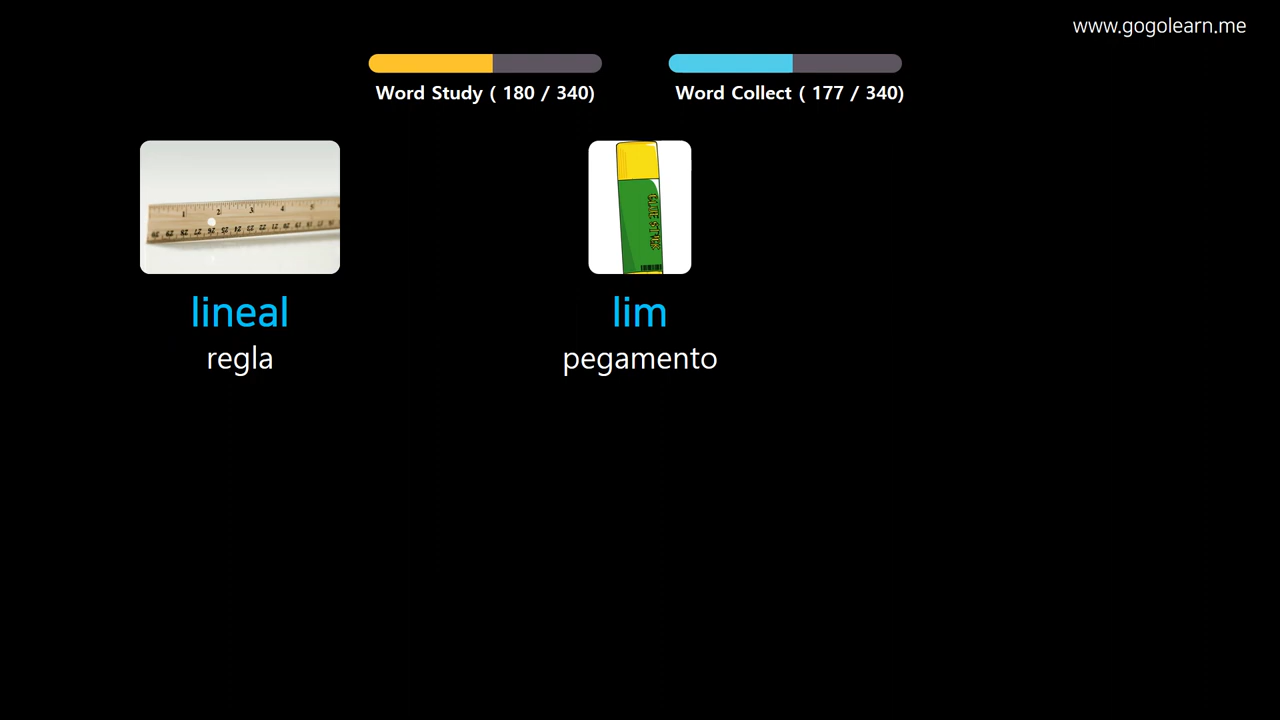 www.gogolearn.me
Word Study ( 180 / 340)
Word Collect ( 177 / 340)
lineal
lim
regla
pegamento